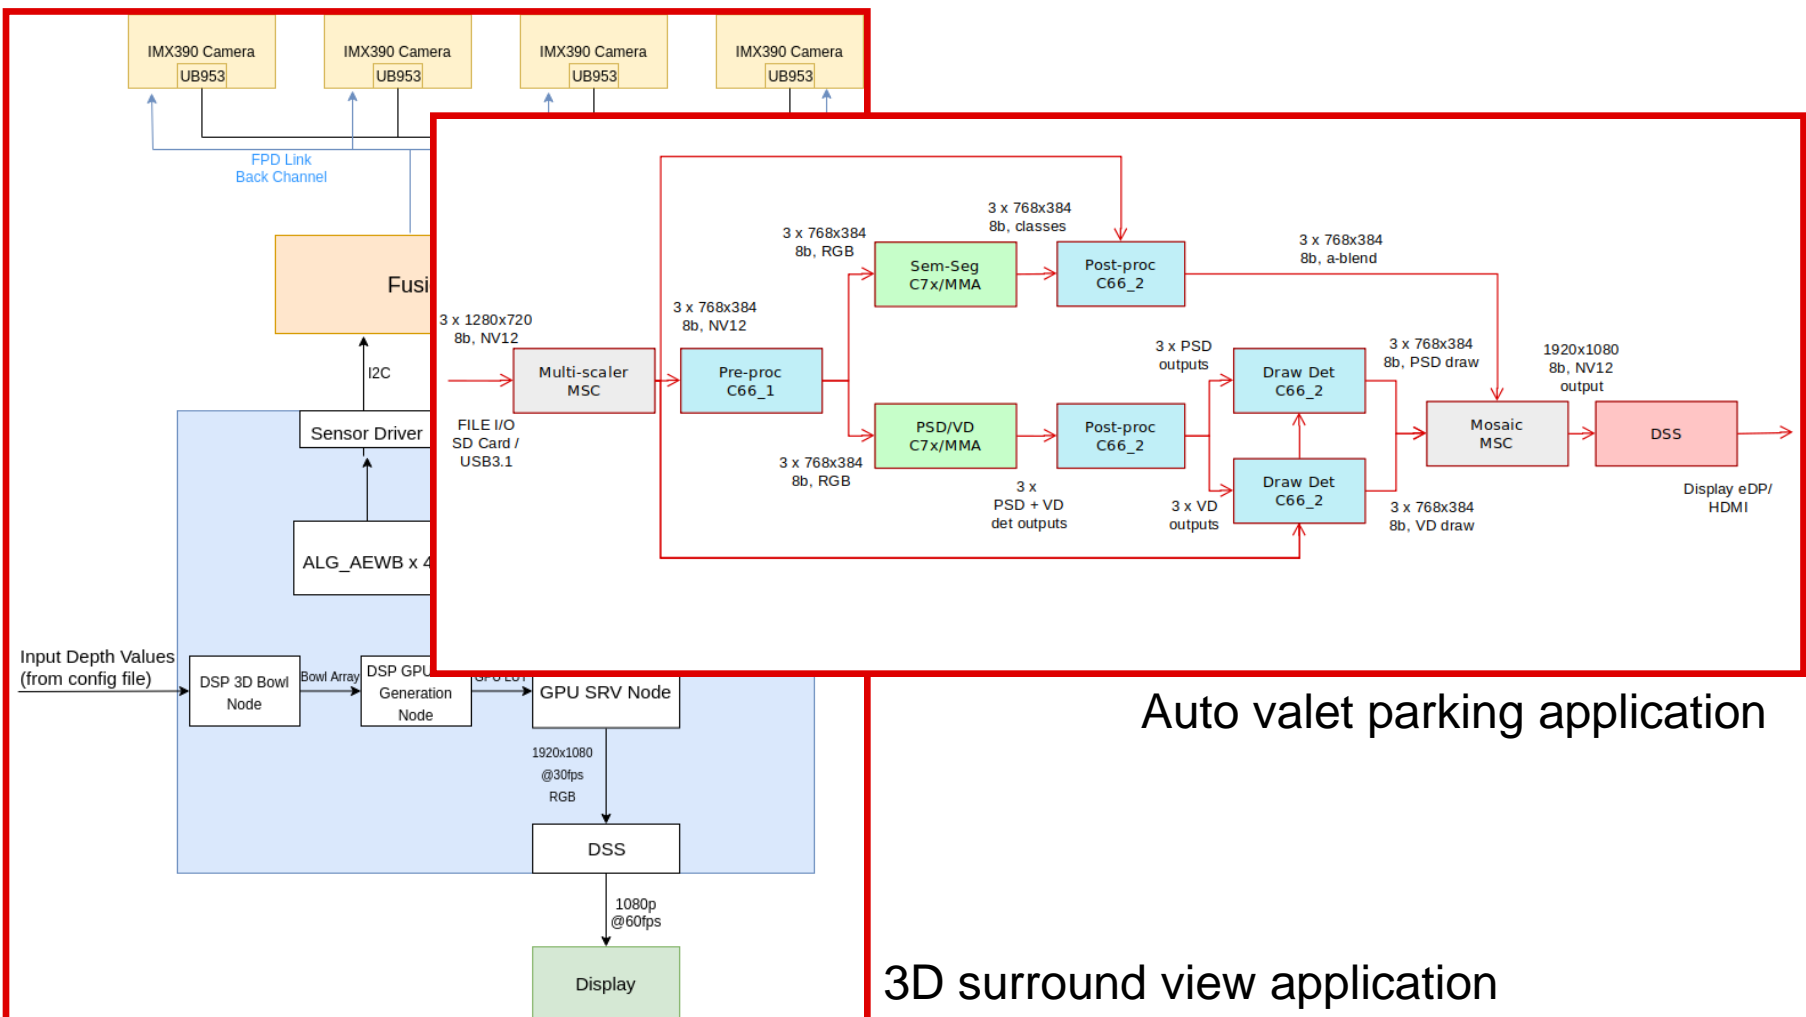 IMX390 Camera
UB953
IMX390 Camera
UB953
IMX390 Camera
UB953
IMX390 Camera
UB953
FPD Link
Back Channel
I2C
Sensor Driver
ALG_AEWB x 4
Input Depth Values
(from config file)
DSP 3D Bowl
Node
Bowl Array
DSP GPU
Generation
Node
GPU SRV Node
1920x1080
@30fps
RGB
DSS
1080p
@60fps
Display
3 x 1280x720
8b, NV12
FILE I/O
SD Card /
USB3.1
Multi-scaler
MSC
3 x 768x384
8b, NV12
Pre-proc
C66_1
3 x 768x384
8b, RGB
Sem-Seg
C7x/MMA
3 x 768x384
8b, classes
Post-proc
C66_2
3 x 768x384
8b, a-blend
3 x 768x384
8b, RGB
PSD/VD
C7x/MMA
3 x
PSD + VD
det outputs
Post-proc
C66_2
3 x PSD
outputs
Draw Det
C66_2
3 x 768x384
8b, PSD draw
3 x VD
outputs
Draw Det
C66_2
3 x 768x384
8b, VD draw
Mosaic
MSC
1920x1080
8b, NV12
output
DSS
Display eDP/
HDMI
Auto valet parking application
3D surround view application